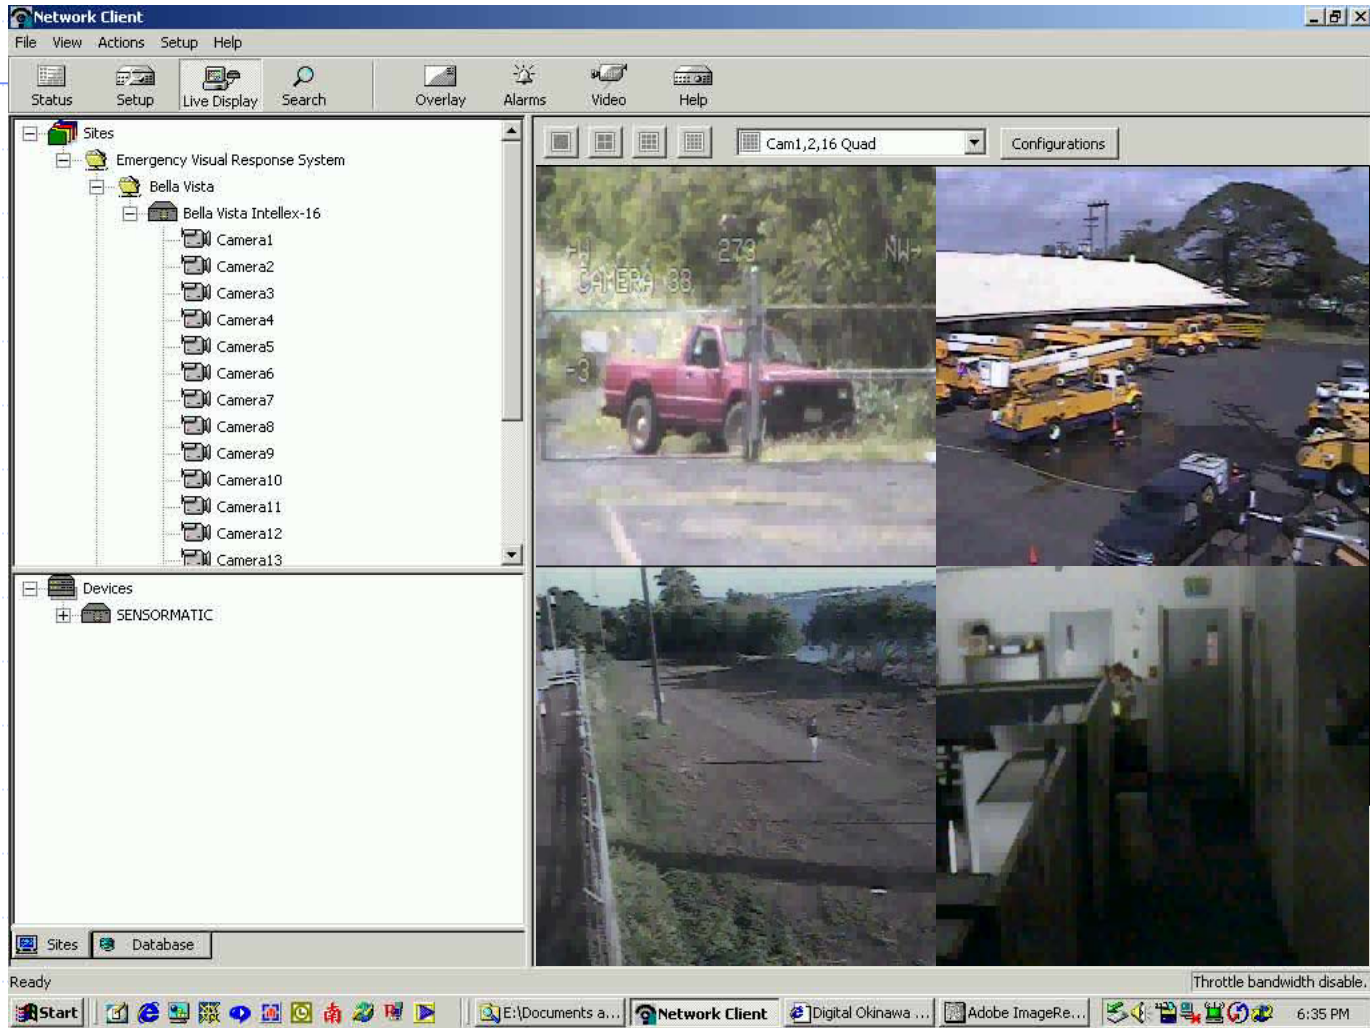 Network Client
File View Actions Setup Help
Status Setup Live Display Search Overlay Alarms Video Help
Sites
Emergency Visual Response System
Bella Vista
Bella Vista Intellex-16
Camera1
Camera2
Camera3
Camera4
Camera5
Camera6
Camera7
Camera8
Camera9
Camera10
Camera11
Camera12
Camera13
Devices
SENSORMATIC
Sites Database
Cam1,2,16 Quad Configurations
←W 273 NW→
CAMERA 38
-3
Ready Throttle bandwidth disable.
Start 南 E:\Documents a... Network Client Digital Okinawa ... Adobe ImageRe... 6:35 PM